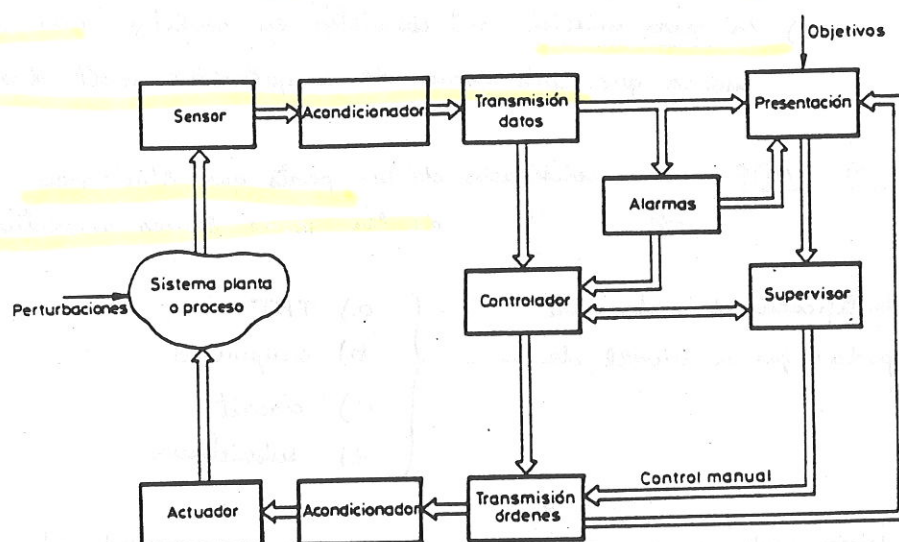 Objetivos
Sensor
Acondicionador
Transmisión
datos
Presentación
Alarmas
Sistema planta
o proceso
Perturbaciones
Controlador
Supervisor
Control manual
Actuador
Acondicionador
Transmisión
órdenes